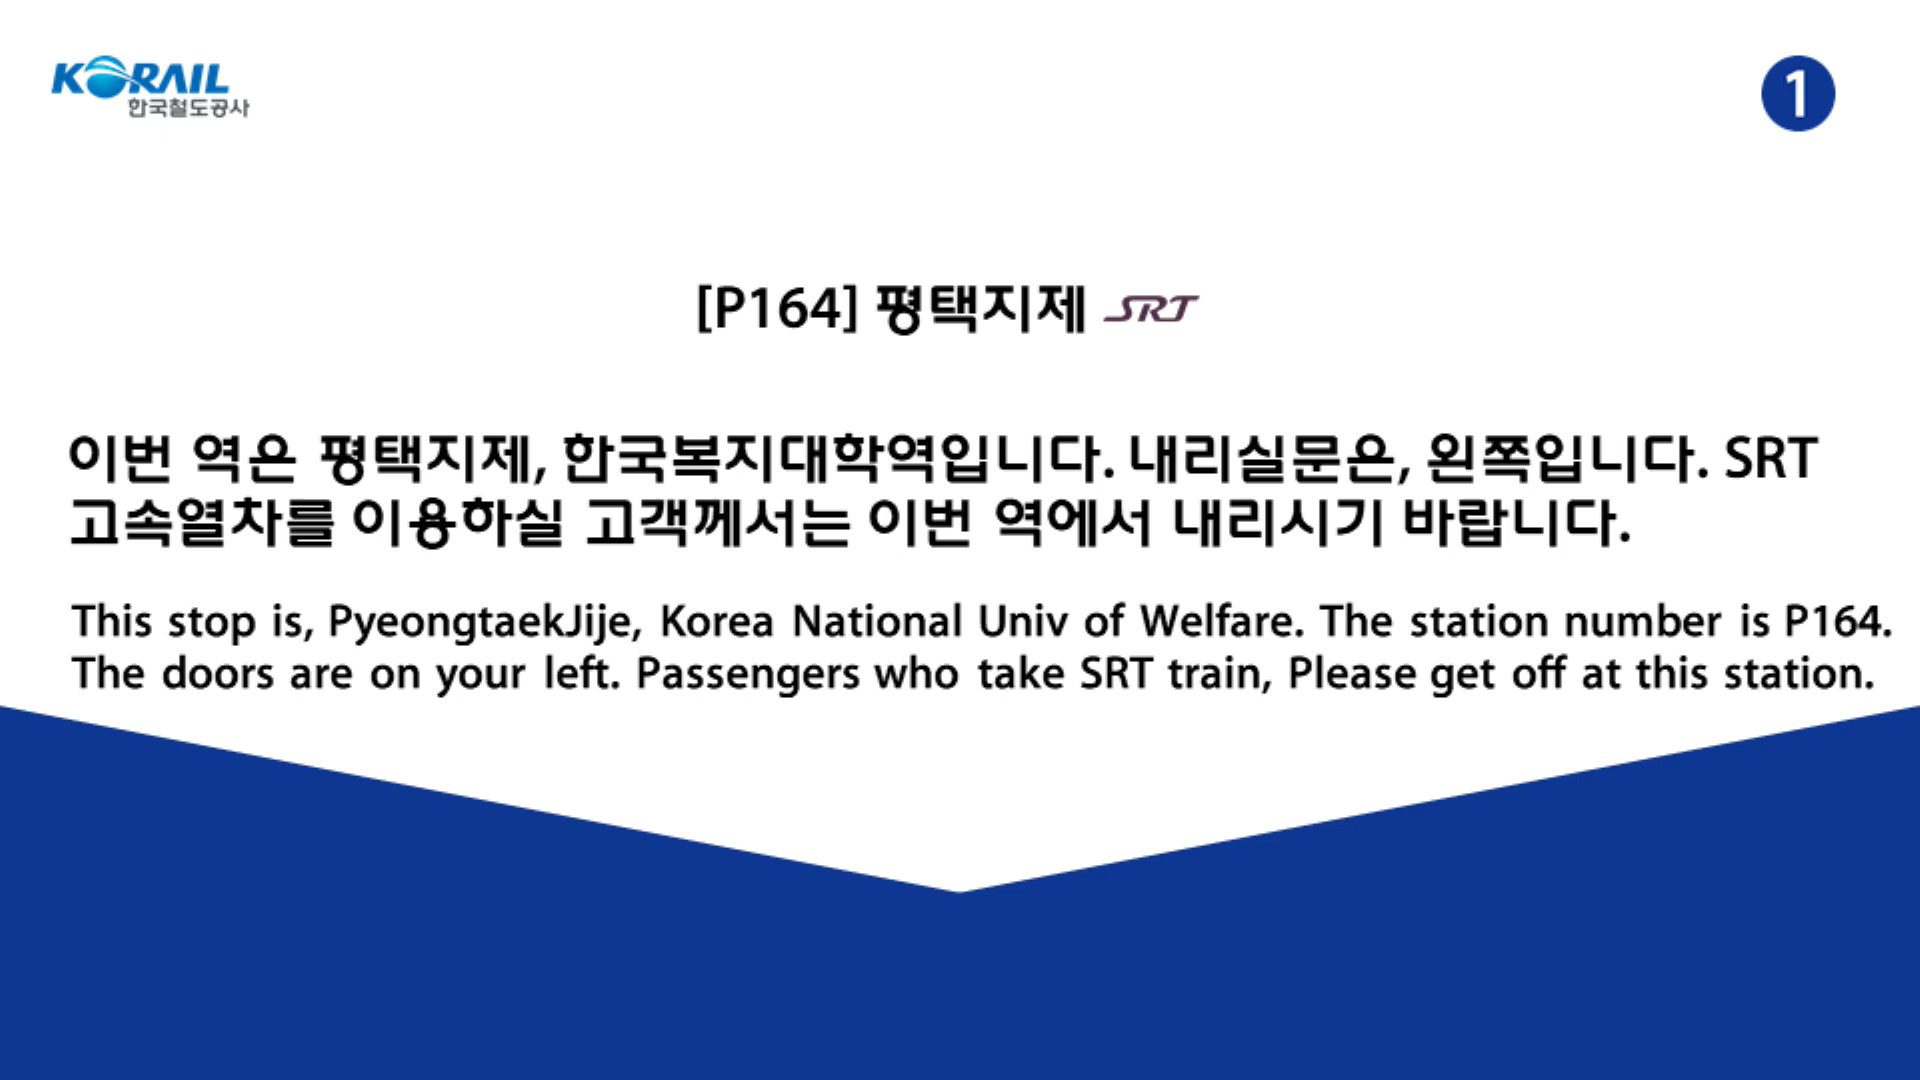 KORAIL
한국철도공사
1
[P164] 평택지제 SRT
이번 역은 평택지제, 한국복지대학역입니다. 내리실문은, 왼쪽입니다. SRT
고속열차를 이용하실 고객께서는 이번 역에서 내리시기 바랍니다.
This stop is, PyeongtaekJije, Korea National Univ of Welfare. The station number is P164.
The doors are on your left. Passengers who take SRT train, Please get off at this station.